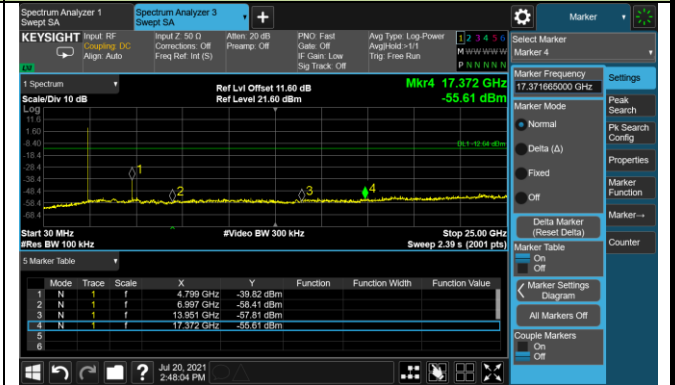 Spectrum Analyzer 1
Swept SA
Spectrum Analyzer 3
Swept SA
+
Marker
KEYSIGHT
Input: RF
Coupling: DC
Align: Auto
Input Z: 50 Ω
Corrections: Off
Freq Ref: Int (S)
Atten: 20 dB
Preamp: Off
PNO: Fast
Gate: Off
IF Gain: Low
Sig Track: Off
Avg Type: Log-Power
Avg|Hold:>1/1
Trig: Free Run
1 2 3 4 5 6
M W W W W W
P N N N N N
Select Marker
Marker 4
1 Spectrum
Scale/Div 10 dB
Log
Ref Lvl Offset 11.60 dB
Ref Level 21.60 dBm
Mkr4 17.372 GHz
-55.61 dBm
11.6
1.60
-8.40
-18.4
-28.4
-38.4
-48.4
-58.4
-68.4
DL1 -12.64 dBm
1
2
3
4
Start 30 MHz
#Res BW 100 kHz
#Video BW 300 kHz
Stop 25.00 GHz
Sweep 2.39 s (2001 pts)
5 Marker Table
Mode Trace Scale X Y Function Function Width Function Value
1 N 1 f 4.799 GHz -39.82 dBm
2 N 1 f 6.997 GHz -58.41 dBm
3 N 1 f 13.951 GHz -57.81 dBm
4 N 1 f 17.372 GHz -55.61 dBm
5
6
Marker Frequency
17.371665000 GHz
Marker Mode
Normal
Delta (Δ)
Fixed
Off
Delta Marker
(Reset Delta)
Marker Table
On
Off
Marker Settings
Diagram
All Markers Off
Couple Markers
On
Off
Settings
Peak
Search
Pk Search
Config
Properties
Marker
Function
Marker→
Counter
?
Jul 20, 2021
2:48:04 PM